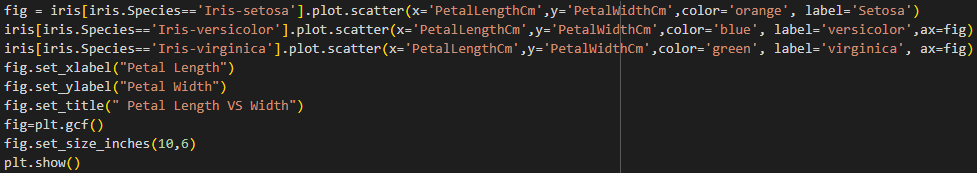 fig = iris[iris.Species=='Iris-setosa'].plot.scatter(x='PetalLengthCm',y='PetalWidthCm',color='orange', label='Setosa')
iris[iris.Species=='Iris-versicolor'].plot.scatter(x='PetalLengthCm',y='PetalWidthCm',color='blue', label='versicolor',ax=fig)
iris[iris.Species=='Iris-virginica'].plot.scatter(x='PetalLengthCm',y='PetalWidthCm',color='green', label='virginica', ax=fig)
fig.set_xlabel("Petal Length")
fig.set_ylabel("Petal Width")
fig.set_title(" Petal Length VS Width")
fig=plt.gcf()
fig.set_size_inches(10,6)
plt.show()